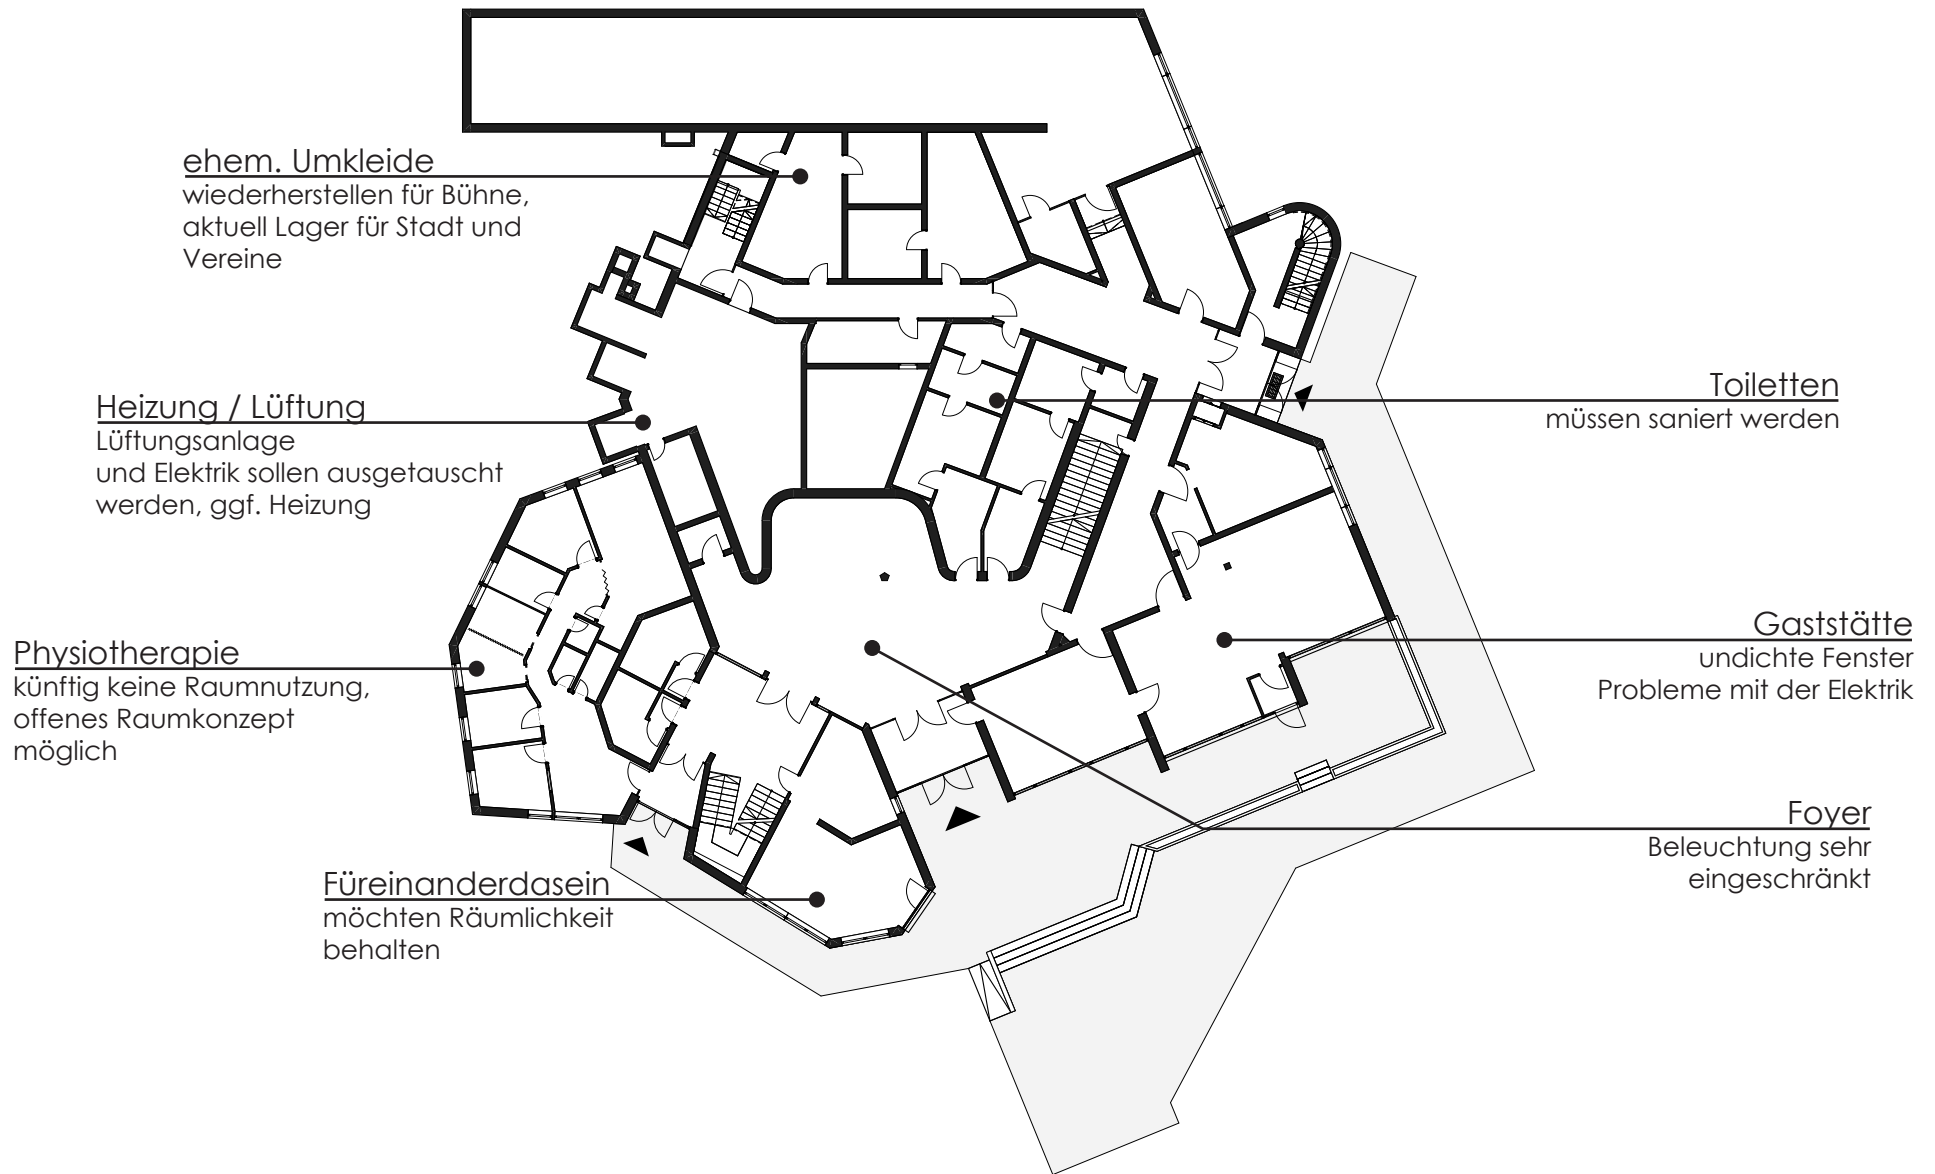 ehem. Umkleide
wiederherstellen für Bühne,
aktuell Lager für Stadt und
Vereine
Heizung / Lüftung
Lüftungsanlage
und Elektrik sollen ausgetauscht
werden, ggf. Heizung
Physiotherapie
künftig keine Raumnutzung,
offenes Raumkonzept
möglich
Füreinanderdasein
möchten Räumlichkeit
behalten
Toiletten
müssen saniert werden
Gaststätte
undichte Fenster
Probleme mit der Elektrik
Foyer
Beleuchtung sehr
eingeschränkt